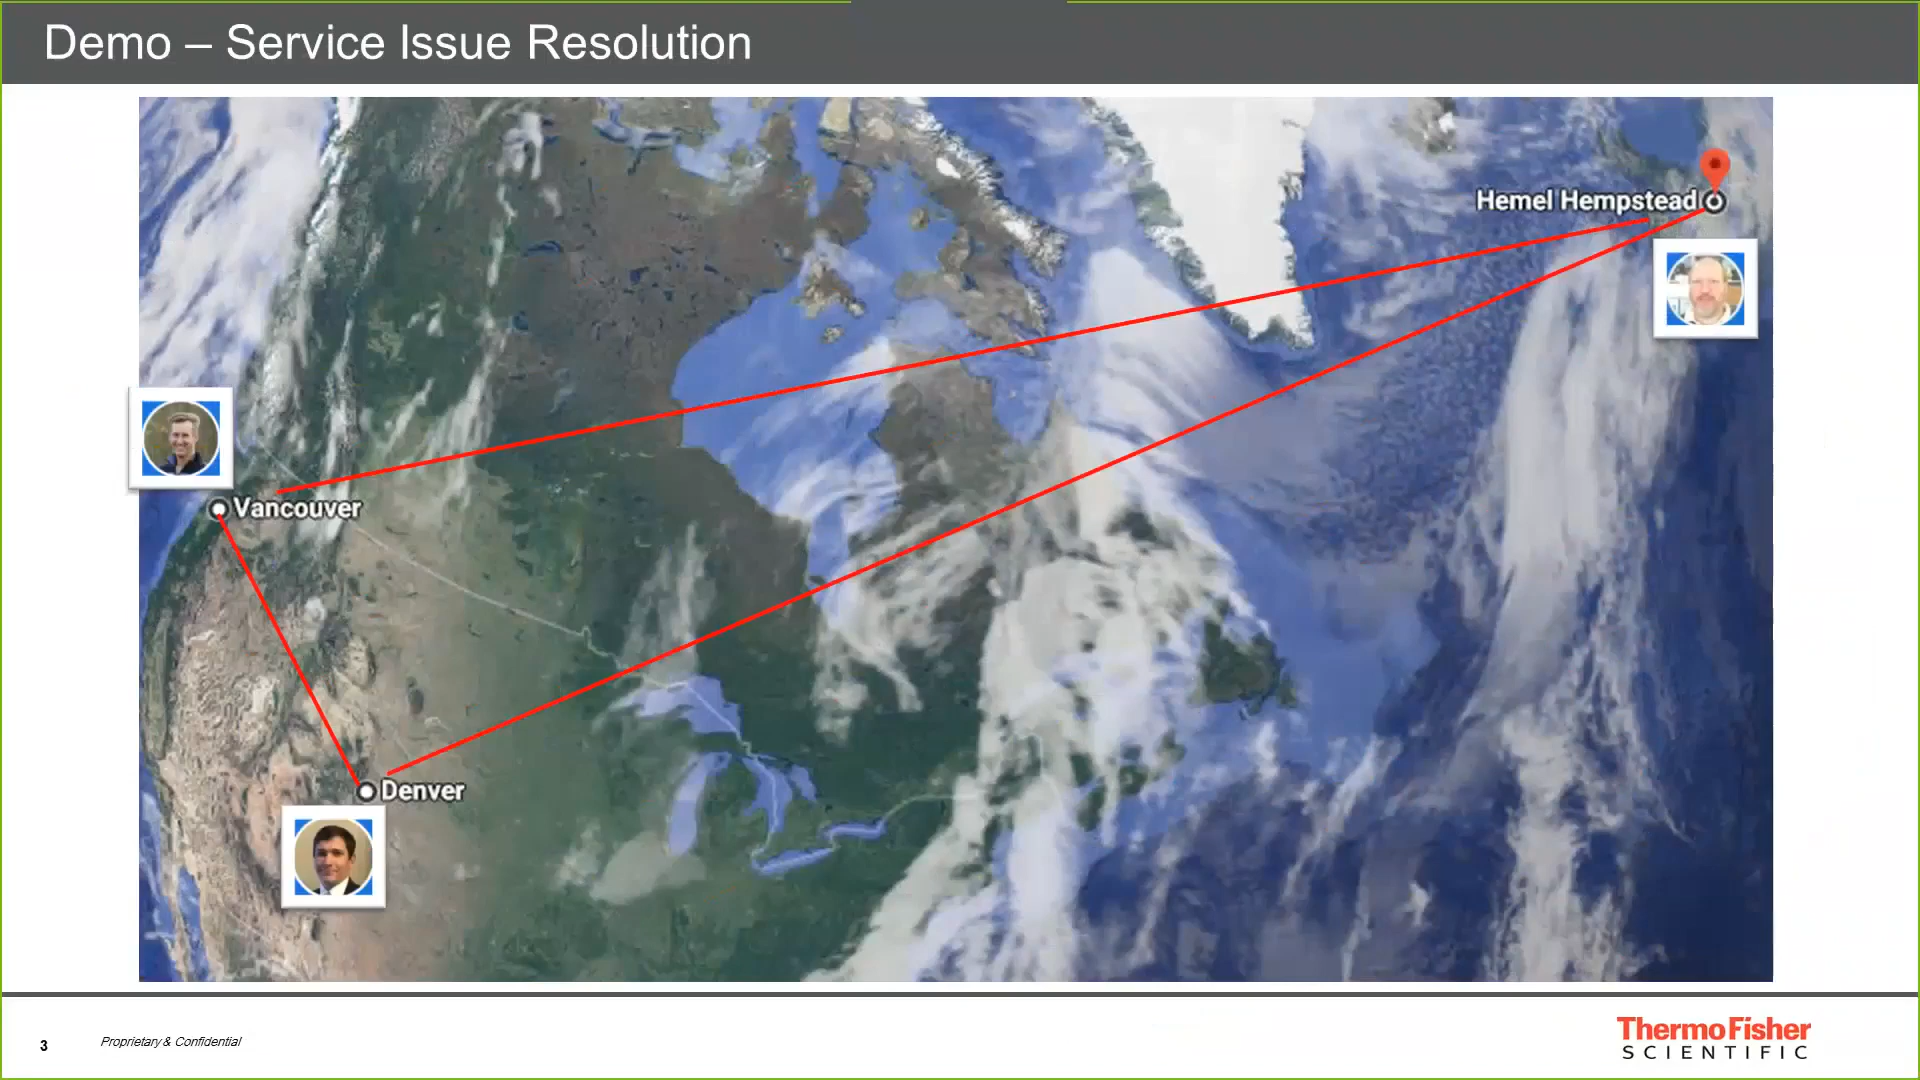 Demo – Service Issue Resolution
Hemel Hempstead
Vancouver
Denver
3
Proprietary & Confidential
ThermoFisher
SCIENTIFIC